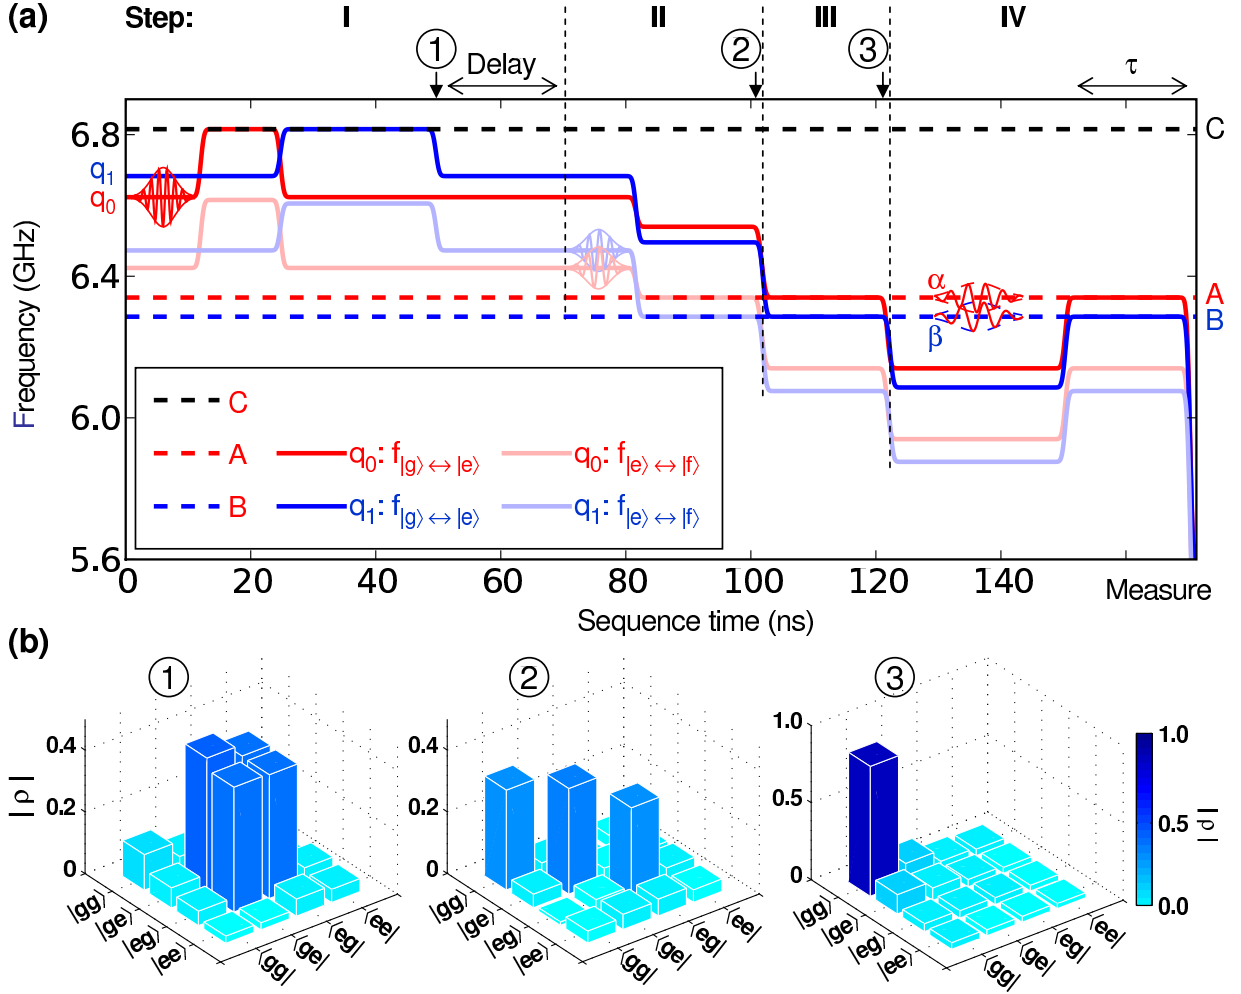 (a) Step: I II III IV
1 2 3
Delay τ
6.8 C
q1
q0
6.4
α
A
B
β
6.0
5.6
Frequency (GHz)
C
A q0: f|g⟩↔|e⟩ q0: f|e⟩↔|f⟩
B q1: f|g⟩↔|e⟩ q1: f|e⟩↔|f⟩
0 20 40 60 80 100 120 140 Measure
Sequence time (ns)
(b)
1 2 3
|ρ|
0.4
0.2
0
|gg⟩
|ge⟩
|eg⟩
|ee⟩
⟨gg|
⟨ge|
⟨eg|
⟨ee|
0.4
0.2
0
|gg⟩
|ge⟩
|eg⟩
|ee⟩
⟨gg|
⟨ge|
⟨eg|
⟨ee|
1.0
0.5
0
|gg⟩
|ge⟩
|eg⟩
|ee⟩
⟨gg|
⟨ge|
⟨eg|
⟨ee|
1.0
0.5
0.0
|ρ|